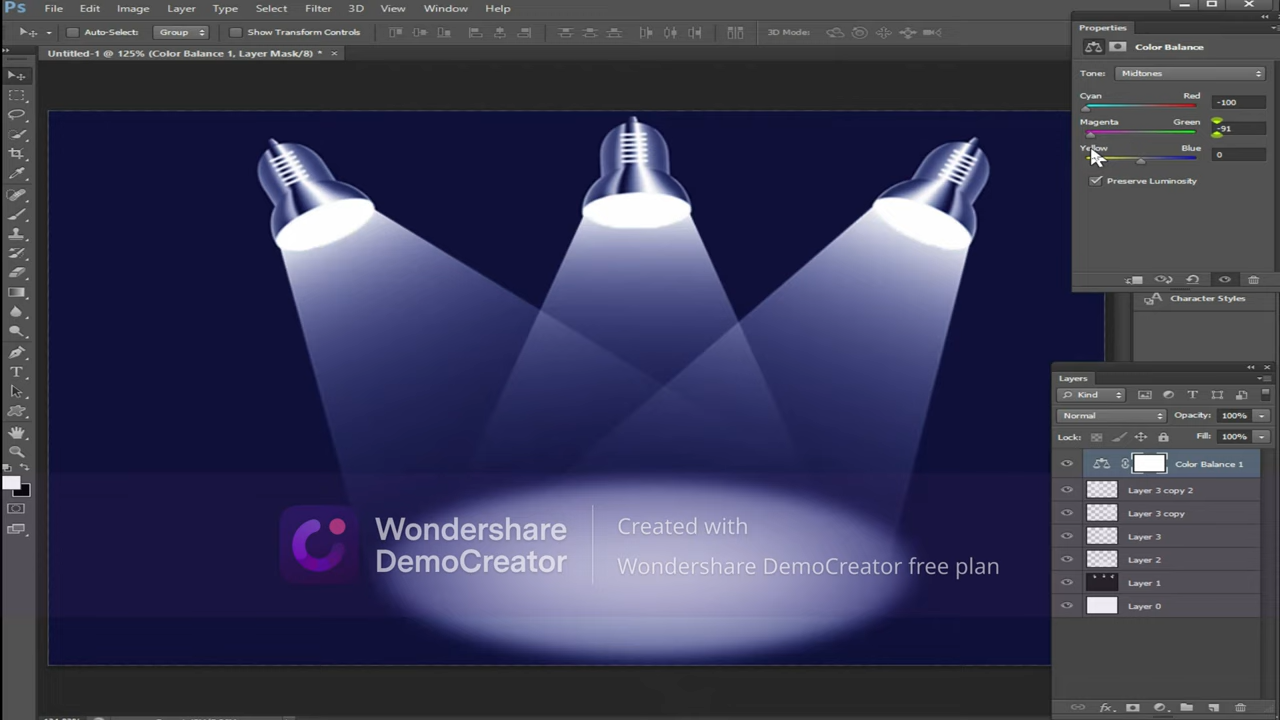 Ps File Edit Image Layer Type Select Filter 3D View Window Help
Auto-Select: Group Show Transform Controls 3D Mode:
Untitled-1 @ 125% (Color Balance 1, Layer Mask/8) * ×
Properties
Color Balance
Tone: Midtones
Cyan Red -100
Magenta Green -91
Yellow Blue 0
Preserve Luminosity
Character Styles
Layers
Kind
Normal Opacity: 100%
Lock: Fill: 100%
Color Balance 1
Layer 3 copy 2
Layer 3 copy
Layer 3
Layer 2
Layer 1
Layer 0
Wondershare
DemoCreator
Created with
Wondershare DemoCreator free plan